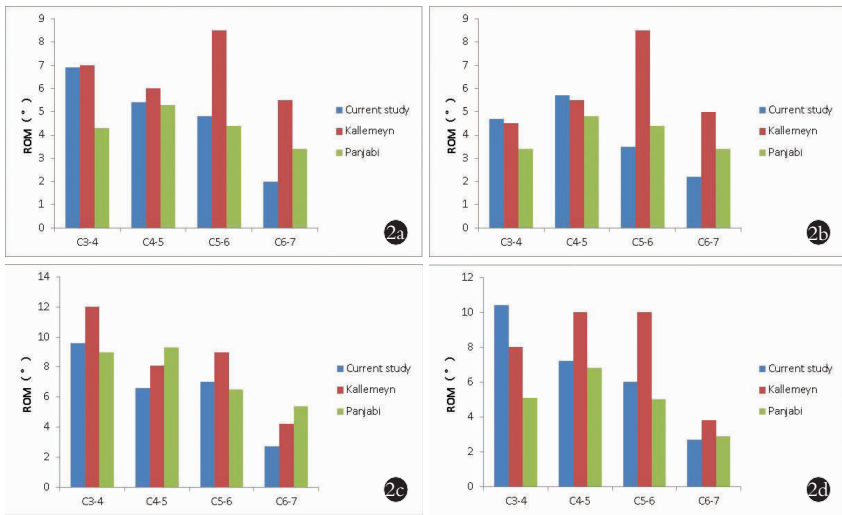 9
8
7
6
5
4
3
2
1
0
ROM ( ° )
C3-4 C4-5 C5-6 C6-7
Current study
Kallemeyn
Panjabi
2a
9
8
7
6
5
4
3
2
1
0
ROM ( ° )
C3-4 C4-5 C5-6 C6-7
Current study
Kallemeyn
Panjabi
2b
14
12
10
8
6
4
2
0
ROM ( ° )
C3-4 C4-5 C5-6 C6-7
Current study
Kallemeyn
Panjabi
2c
12
10
8
6
4
2
0
ROM ( ° )
C3-4 C4-5 C5-6 C6-7
Current study
Kallemeyn
Panjabi
2d